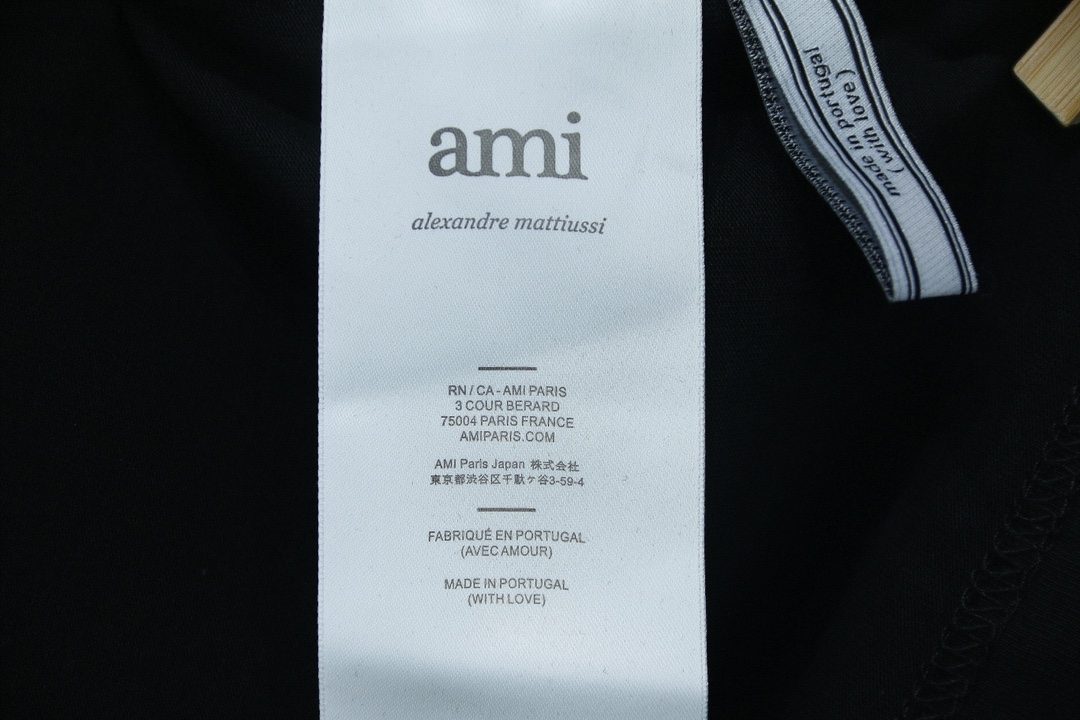 ami
alexandre mattiussi
RN / CA - AMI PARIS
3 COUR BERARD
75004 PARIS FRANCE
AMIPARIS.COM
AMI Paris Japan 株式会社
東京都渋谷区千駄ケ谷3-59-4
FABRIQUÉ EN PORTUGAL
(AVEC AMOUR)
MADE IN PORTUGAL
(WITH LOVE)
made in portugal
(with love)